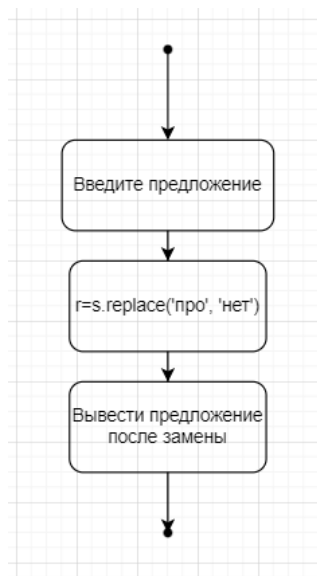 Введите предложение
r=s.replace('про', 'нет')
Вывести предложение
после замены